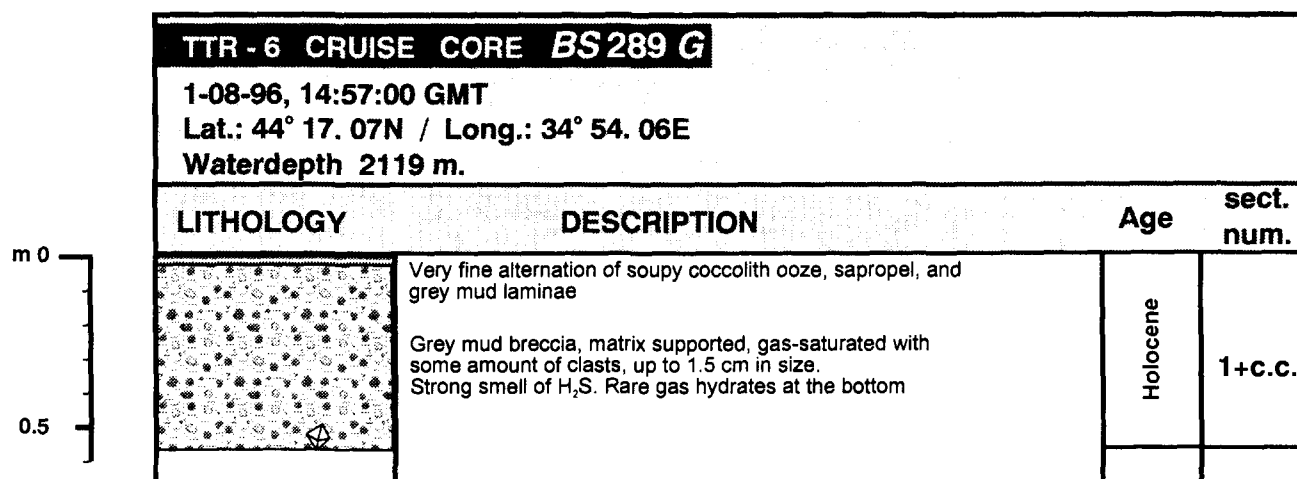 TTR - 6 CRUISE CORE BS 289 G
1-08-96, 14:57:00 GMT
Lat.: 44° 17. 07N / Long.: 34° 54. 06E
Waterdepth 2119 m.
LITHOLOGY DESCRIPTION Age sect. num.
m 0
Very fine alternation of soupy coccolith ooze, sapropel, and
grey mud laminae
Grey mud breccia, matrix supported, gas-saturated with
some amount of clasts, up to 1.5 cm in size.
Strong smell of H₂S. Rare gas hydrates at the bottom
Holocene
1+c.c.
0.5